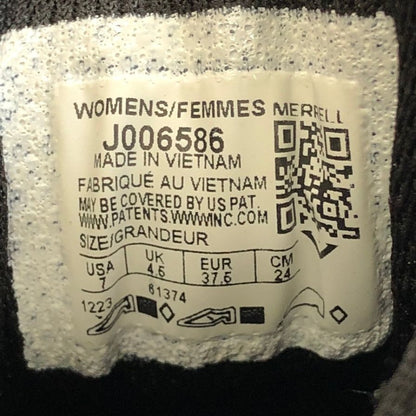 WOMENS/FEMMES MERRELL
J006586
MADE IN VIETNAM
FABRIQUÉ AU VIETNAM
MAY BE COVERED BY US PAT.
WWW.PATENTS.WWWINC.COM
SIZE/GRANDEUR
USA UK EUR CM
7 4.5 37.5 24
1223 61374